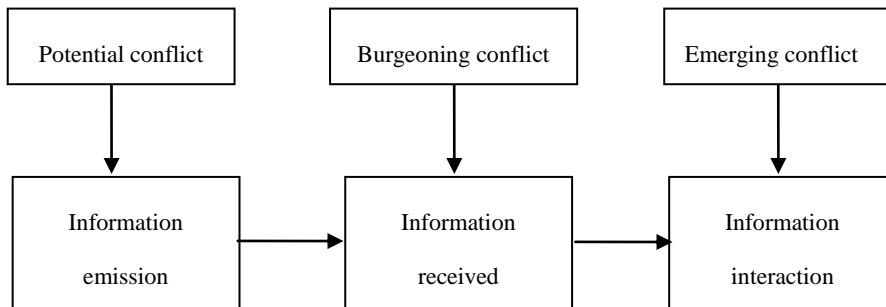 Potential conflict
Burgeoning conflict
Emerging conflict
Information
emission
Information
received
Information
interaction